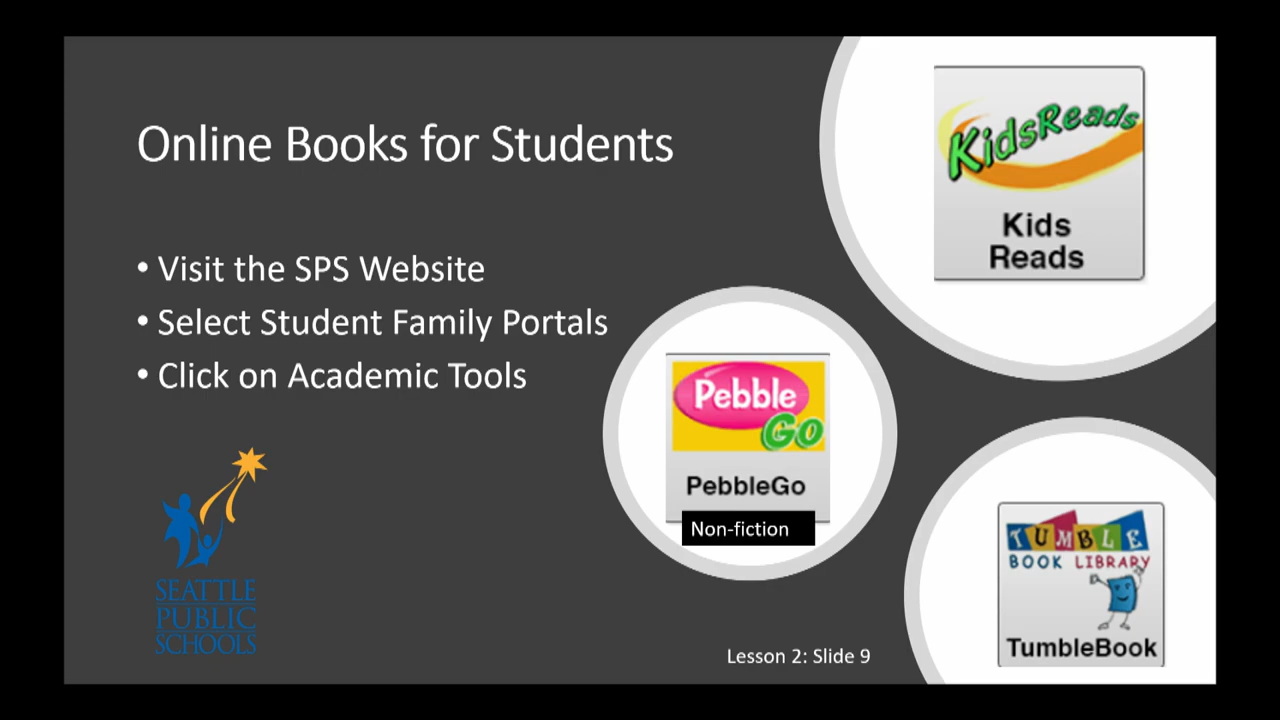 Online Books for Students
• Visit the SPS Website
• Select Student Family Portals
• Click on Academic Tools
KidsReads
Kids
Reads
Pebble
Go
PebbleGo
Non-fiction
TUMBLE
BOOK LIBRARY
TumbleBook
SEATTLE
PUBLIC
SCHOOLS
Lesson 2: Slide 9